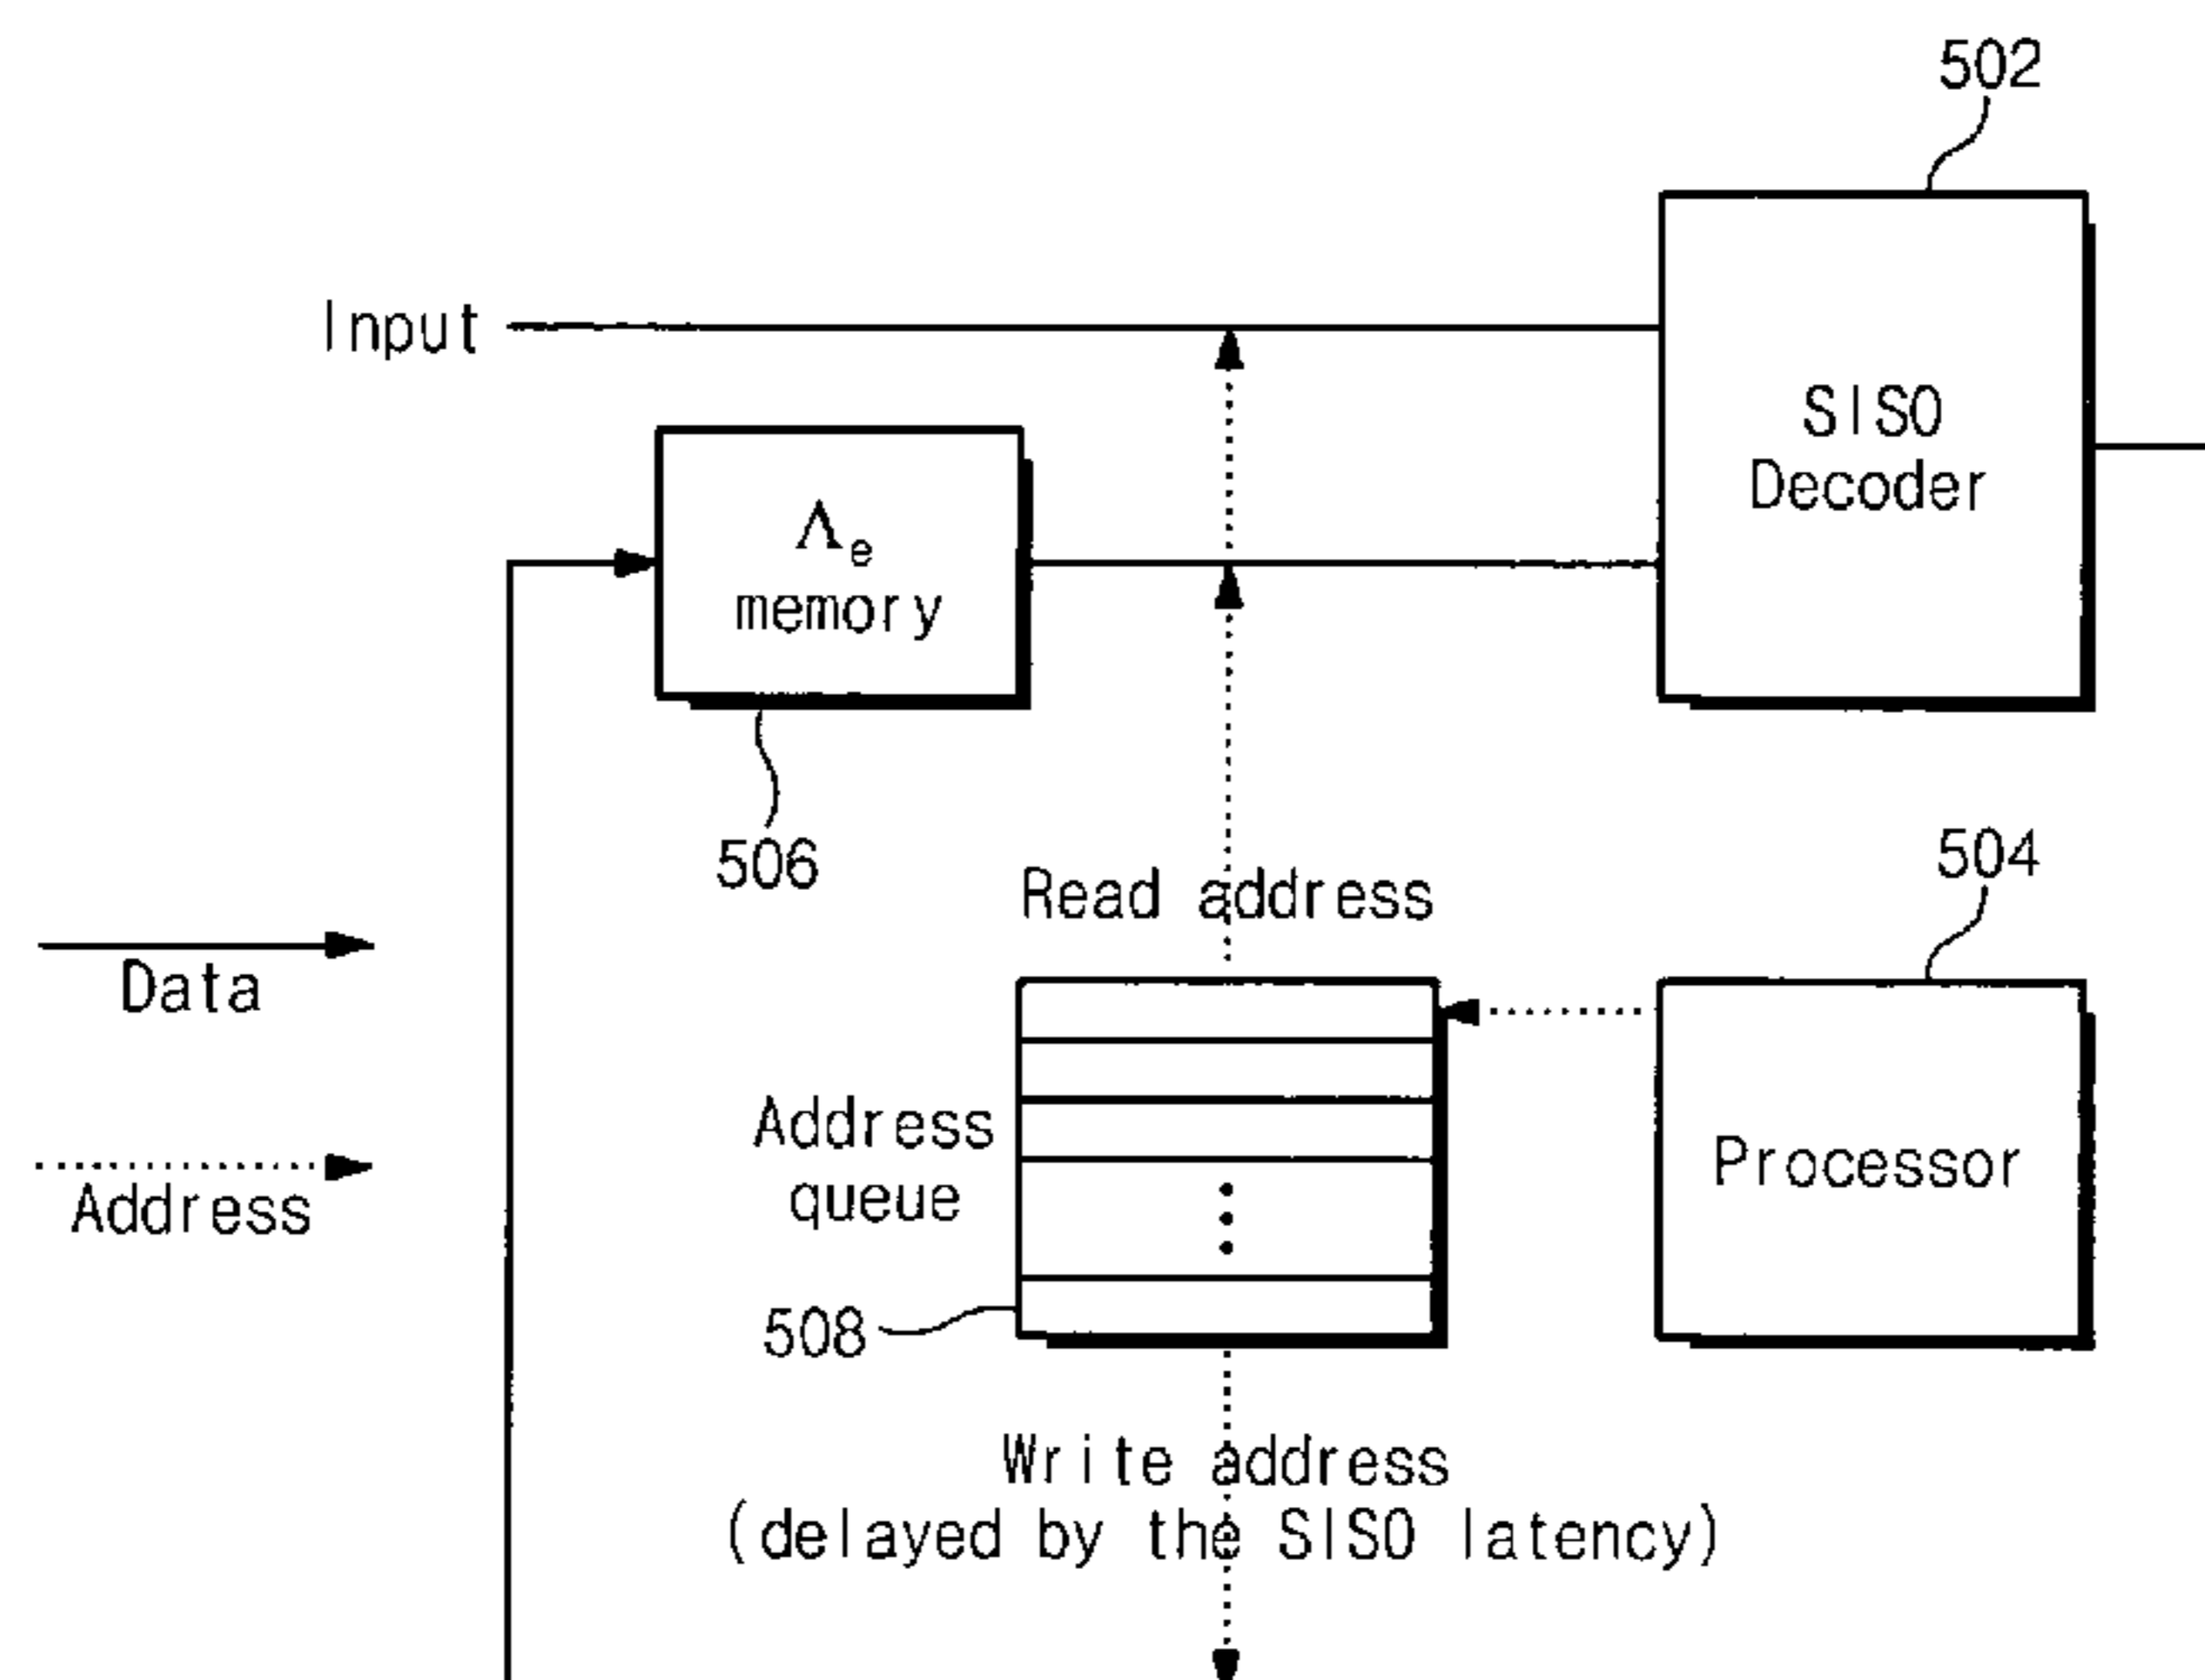 502
Input
SISO
Decoder
Λe
memory
506
504
Read address
Data
Address
queue
Processor
Address
508
Write address
(delayed by the SISO latency)